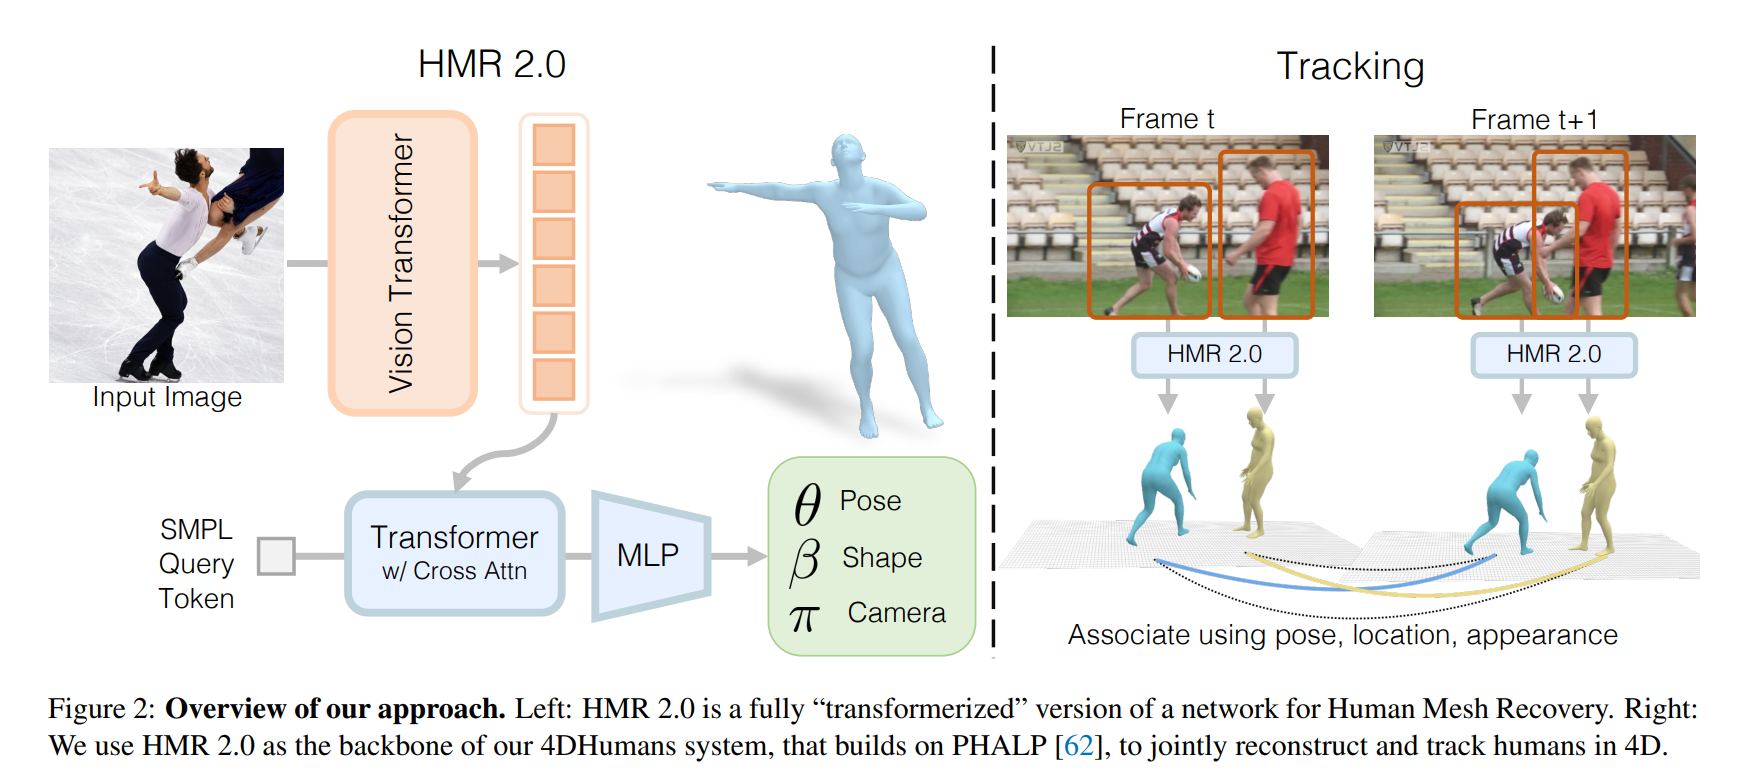 HMR 2.0
Input Image
Vision Transformer
SMPL
Query
Token
Transformer
w/ Cross Attn
MLP
θ Pose
β Shape
π Camera
Tracking
Frame t
Frame t+1
SLTV
SLTV
HMR 2.0
HMR 2.0
Associate using pose, location, appearance
Figure 2: Overview of our approach. Left: HMR 2.0 is a fully “transformerized” version of a network for Human Mesh Recovery. Right:
We use HMR 2.0 as the backbone of our 4DHumans system, that builds on PHALP [62], to jointly reconstruct and track humans in 4D.